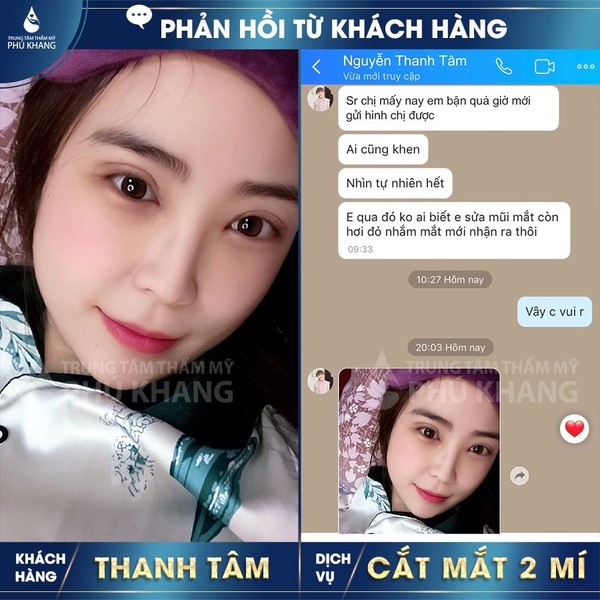 TRUNG TÂM THẨM MỸ
PHÚ KHANG
PHẢN HỒI TỪ KHÁCH HÀNG
Nguyễn Thanh Tâm
Vừa mới truy cập
Sr chị mấy nay em bận quá giờ mới
gửi hình chị được
Ai cũng khen
Nhìn tự nhiên hết
E qua đó ko ai biết e sửa mũi mắt còn
hơi đỏ nhắm mắt mới nhận ra thôi
09:33
10:27 Hôm nay
Vây c vui r
20:03 Hôm nay
TRUNG TÂM THẨM MỸ
PHÚ KHANG
TRUNG TÂM THẨM MỸ
PHÚ KHANG
KHÁCH
HÀNG
THANH TÂM
DỊCH
VỤ
CẮT MẮT 2 MÍ